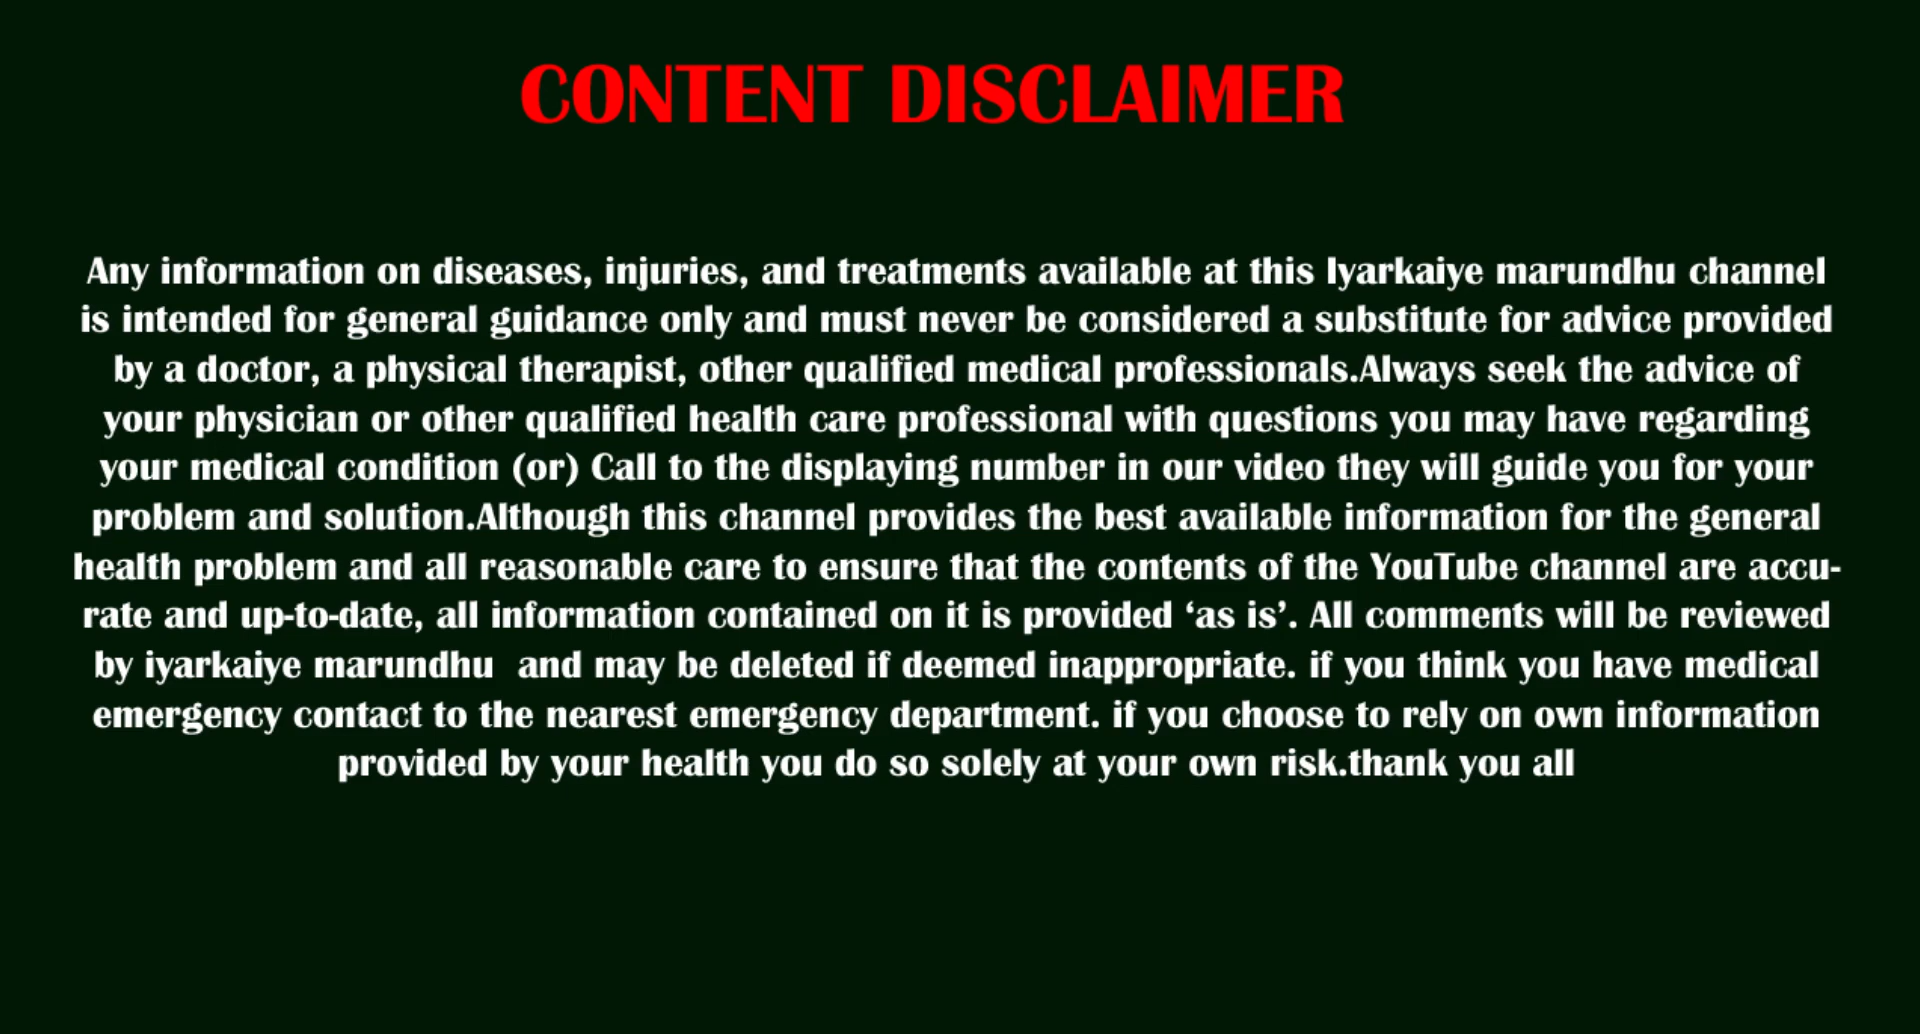 CONTENT DISCLAIMER
Any information on diseases, injuries, and treatments available at this Iyarkaiye marundhu channel
is intended for general guidance only and must never be considered a substitute for advice provided
by a doctor, a physical therapist, other qualified medical professionals.Always seek the advice of
your physician or other qualified health care professional with questions you may have regarding
your medical condition (or) Call to the displaying number in our video they will guide you for your
problem and solution.Although this channel provides the best available information for the general
health problem and all reasonable care to ensure that the contents of the YouTube channel are accu-
rate and up-to-date, all information contained on it is provided ‘as is’. All comments will be reviewed
by iyarkaiye marundhu  and may be deleted if deemed inappropriate. if you think you have medical
emergency contact to the nearest emergency department. if you choose to rely on own information
provided by your health you do so solely at your own risk.thank you all